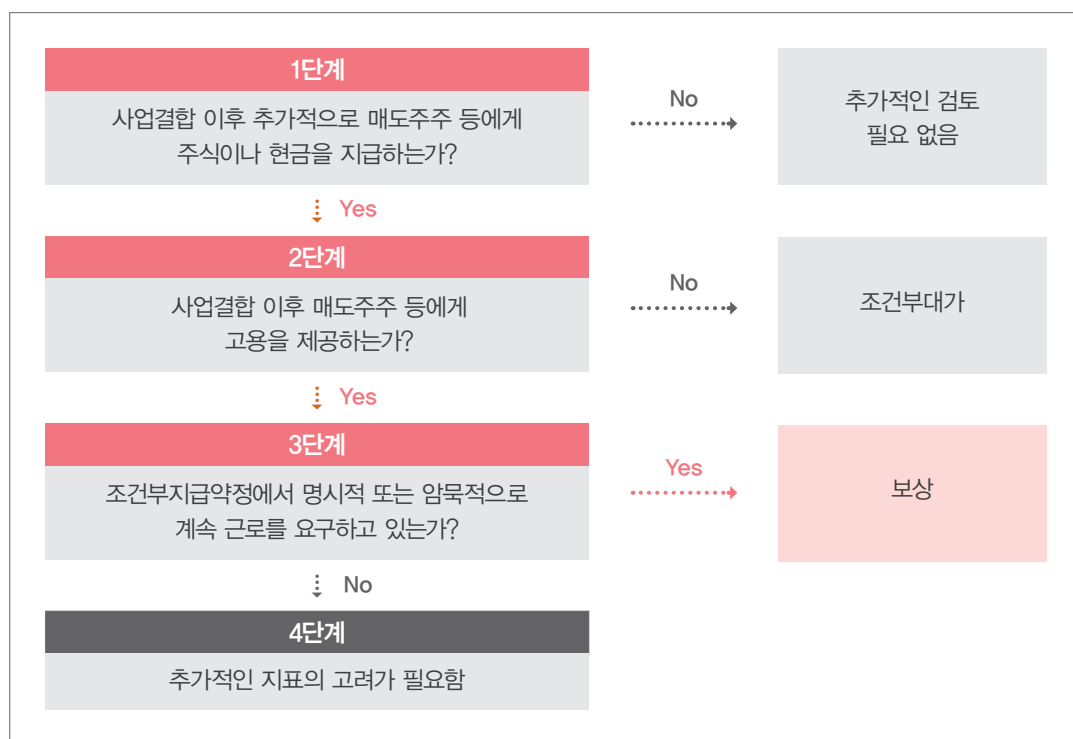 1단계
사업결합 이후 추가적으로 매도주주 등에게
주식이나 현금을 지급하는가?
No
추가적인 검토
필요 없음
Yes
2단계
사업결합 이후 매도주주 등에게
고용을 제공하는가?
No
조건부대가
Yes
3단계
조건부지급약정에서 명시적 또는 암묵적으로
계속 근로를 요구하고 있는가?
Yes
보상
No
4단계
추가적인 지표의 고려가 필요함